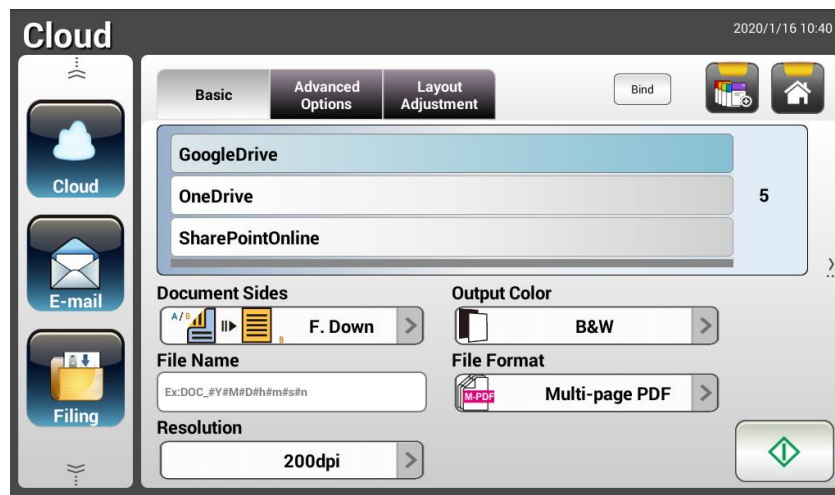 Cloud
2020/1/16 10:40
Basic
Advanced
Options
Layout
Adjustment
Bind
Cloud
GoogleDrive
OneDrive
5
SharePointOnline
E-mail
Document Sides
Output Color
A/B
B
F. Down
B&W
File Name
File Format
Ex:DOC_#Y#M#D#h#m#s#n
M-PDF
Multi-page PDF
Filing
Resolution
200dpi